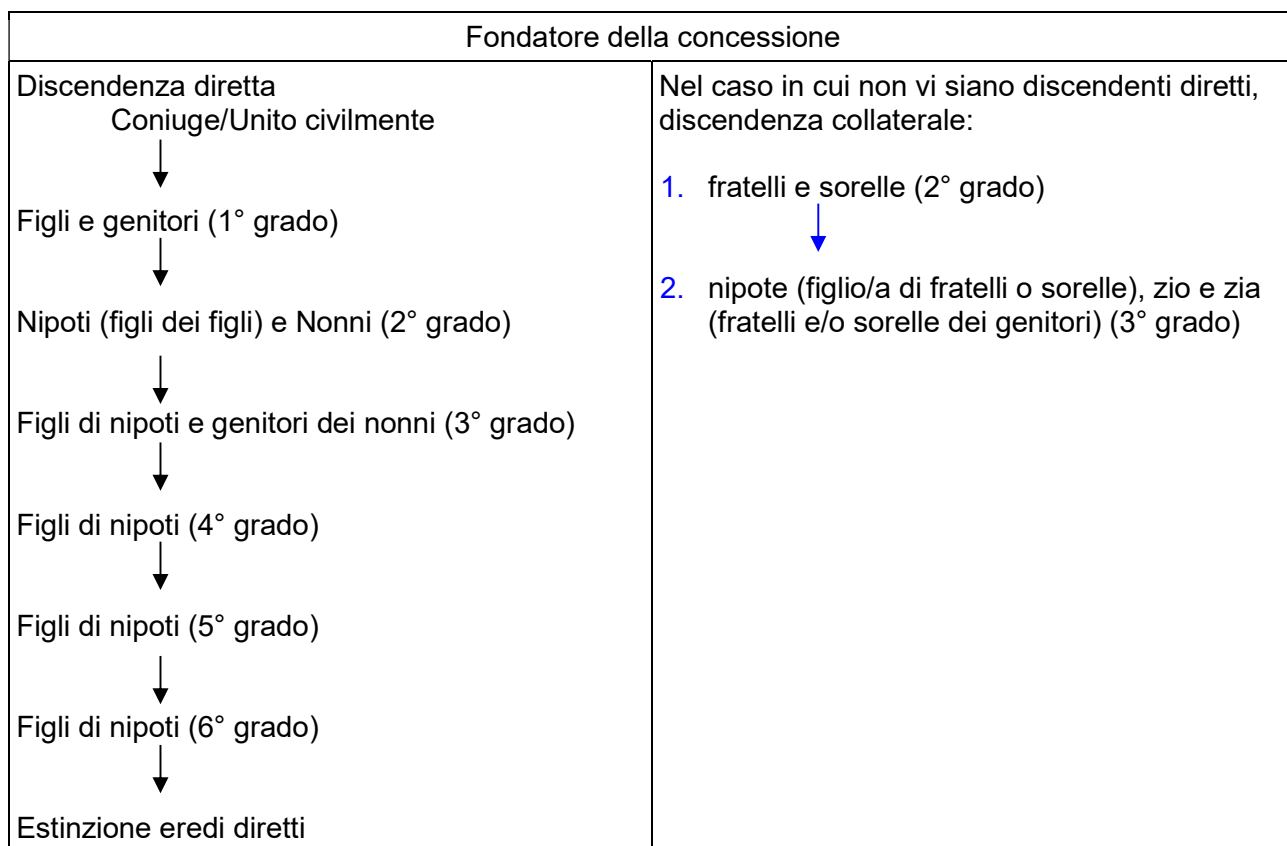 Fondatore della concessione
Discendenza diretta
Coniuge/Unito civilmente
Figli e genitori (1° grado)
Nipoti (figli dei figli) e Nonni (2° grado)
Figli di nipoti e genitori dei nonni (3° grado)
Figli di nipoti (4° grado)
Figli di nipoti (5° grado)
Figli di nipoti (6° grado)
Estinzione eredi diretti
Nel caso in cui non vi siano discendenti diretti,
discendenza collaterale:
1. fratelli e sorelle (2° grado)
2. nipote (figlio/a di fratelli o sorelle), zio e zia
(fratelli e/o sorelle dei genitori) (3° grado)